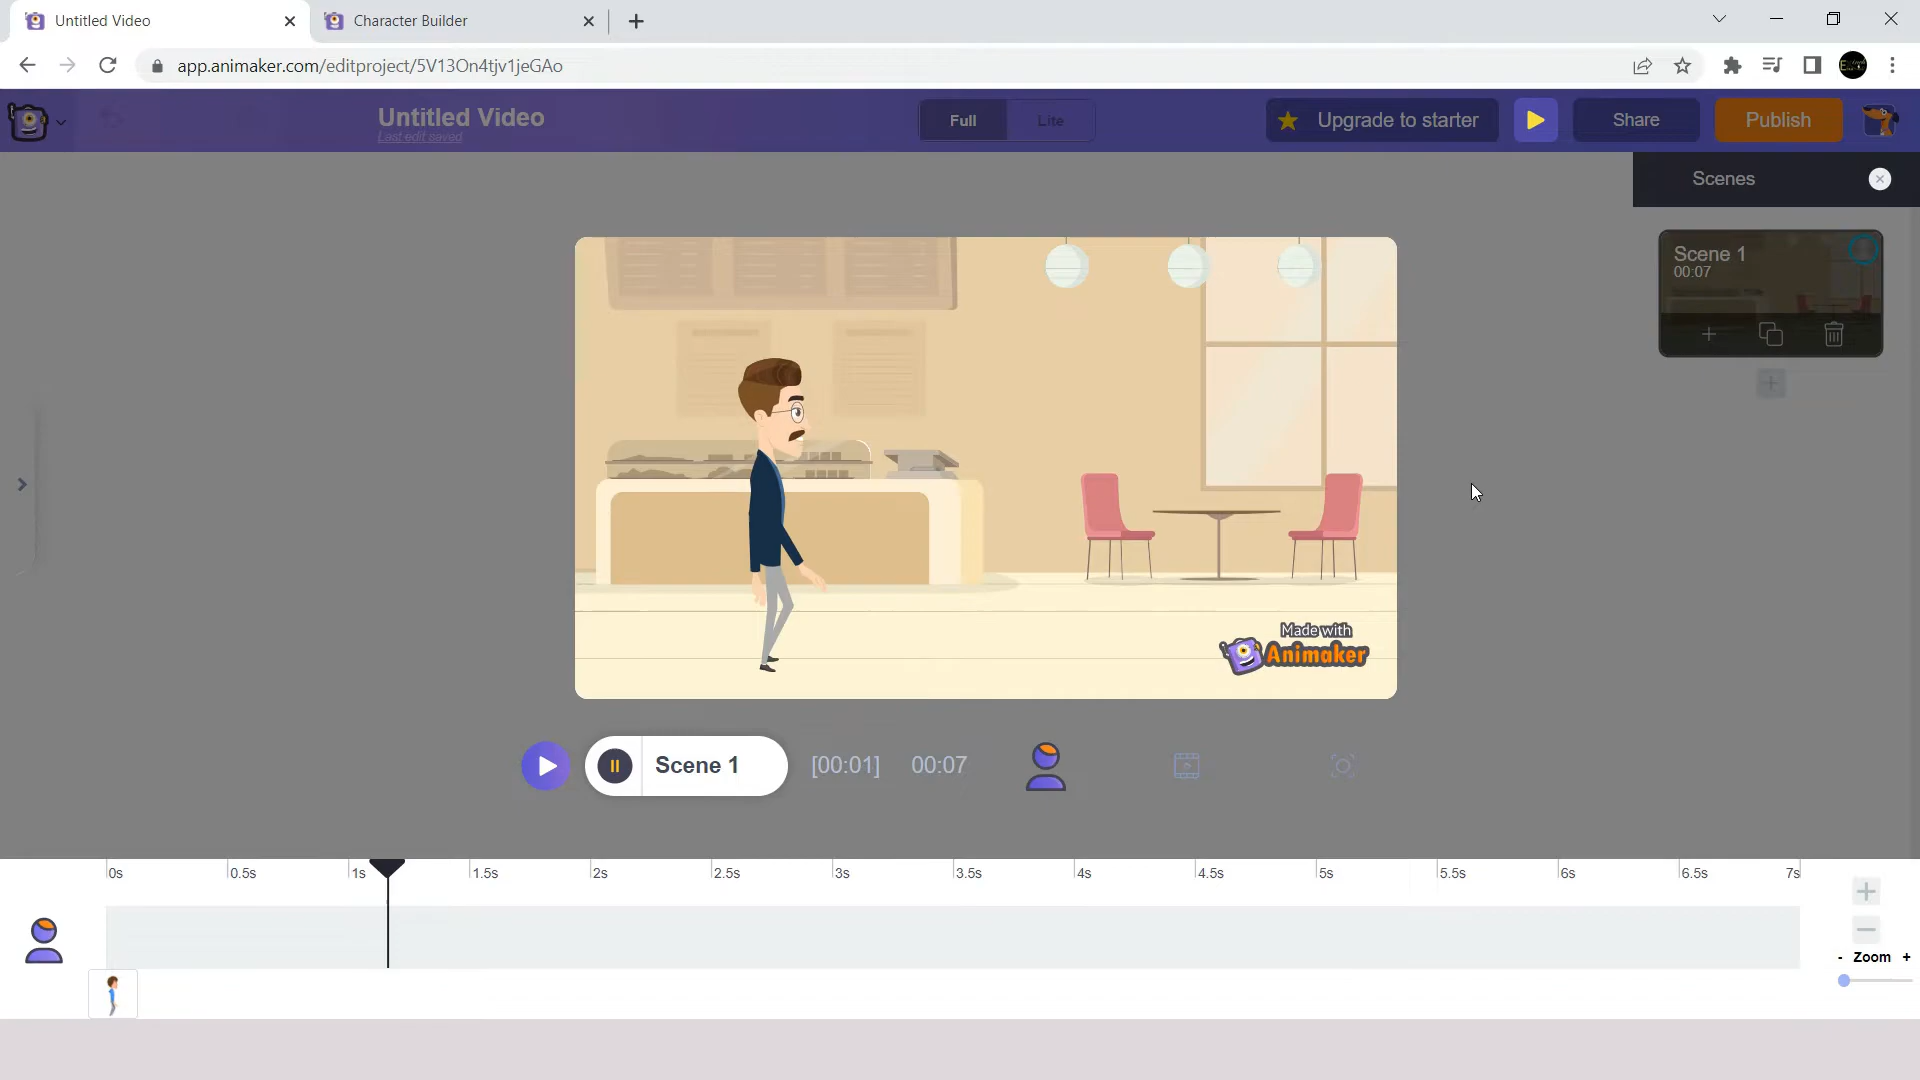 Untitled Video
Character Builder
app.animaker.com/editproject/5V13On4tjv1jeGAo
Untitled Video
Last edit saved
Full
Lite
Upgrade to starter
Share
Publish
Scenes
Scene 1
00:07
Made with
Animaker
Scene 1
[00:01]
00:07
0s
0.5s
1s
1.5s
2s
2.5s
3s
3.5s
4s
4.5s
5s
5.5s
6s
6.5s
7s
- Zoom +